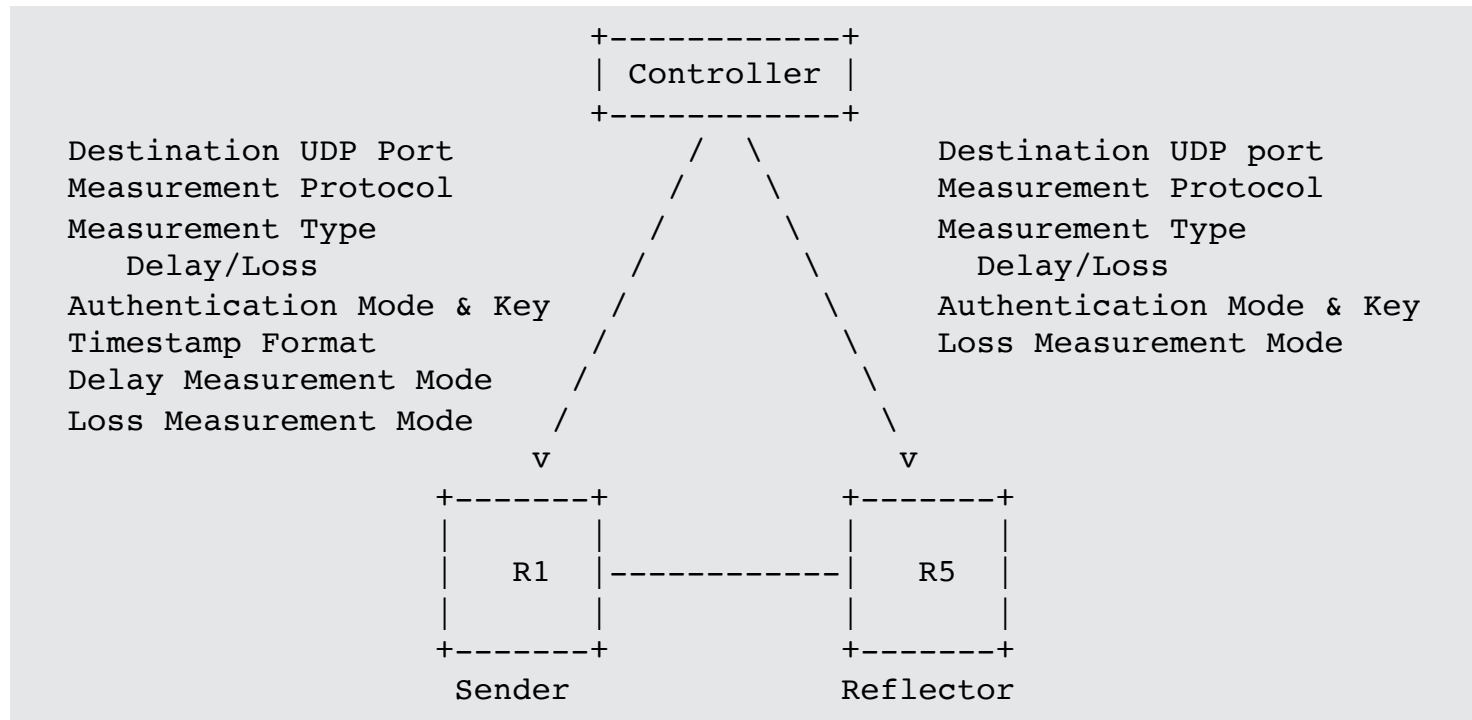 Controller
Destination UDP Port
Measurement Protocol
Measurement Type
Delay/Loss
Authentication Mode & Key
Timestamp Format
Delay Measurement Mode
Loss Measurement Mode
Destination UDP port
Measurement Protocol
Measurement Type
Delay/Loss
Authentication Mode & Key
Loss Measurement Mode
v
v
R1
R5
Sender
Reflector